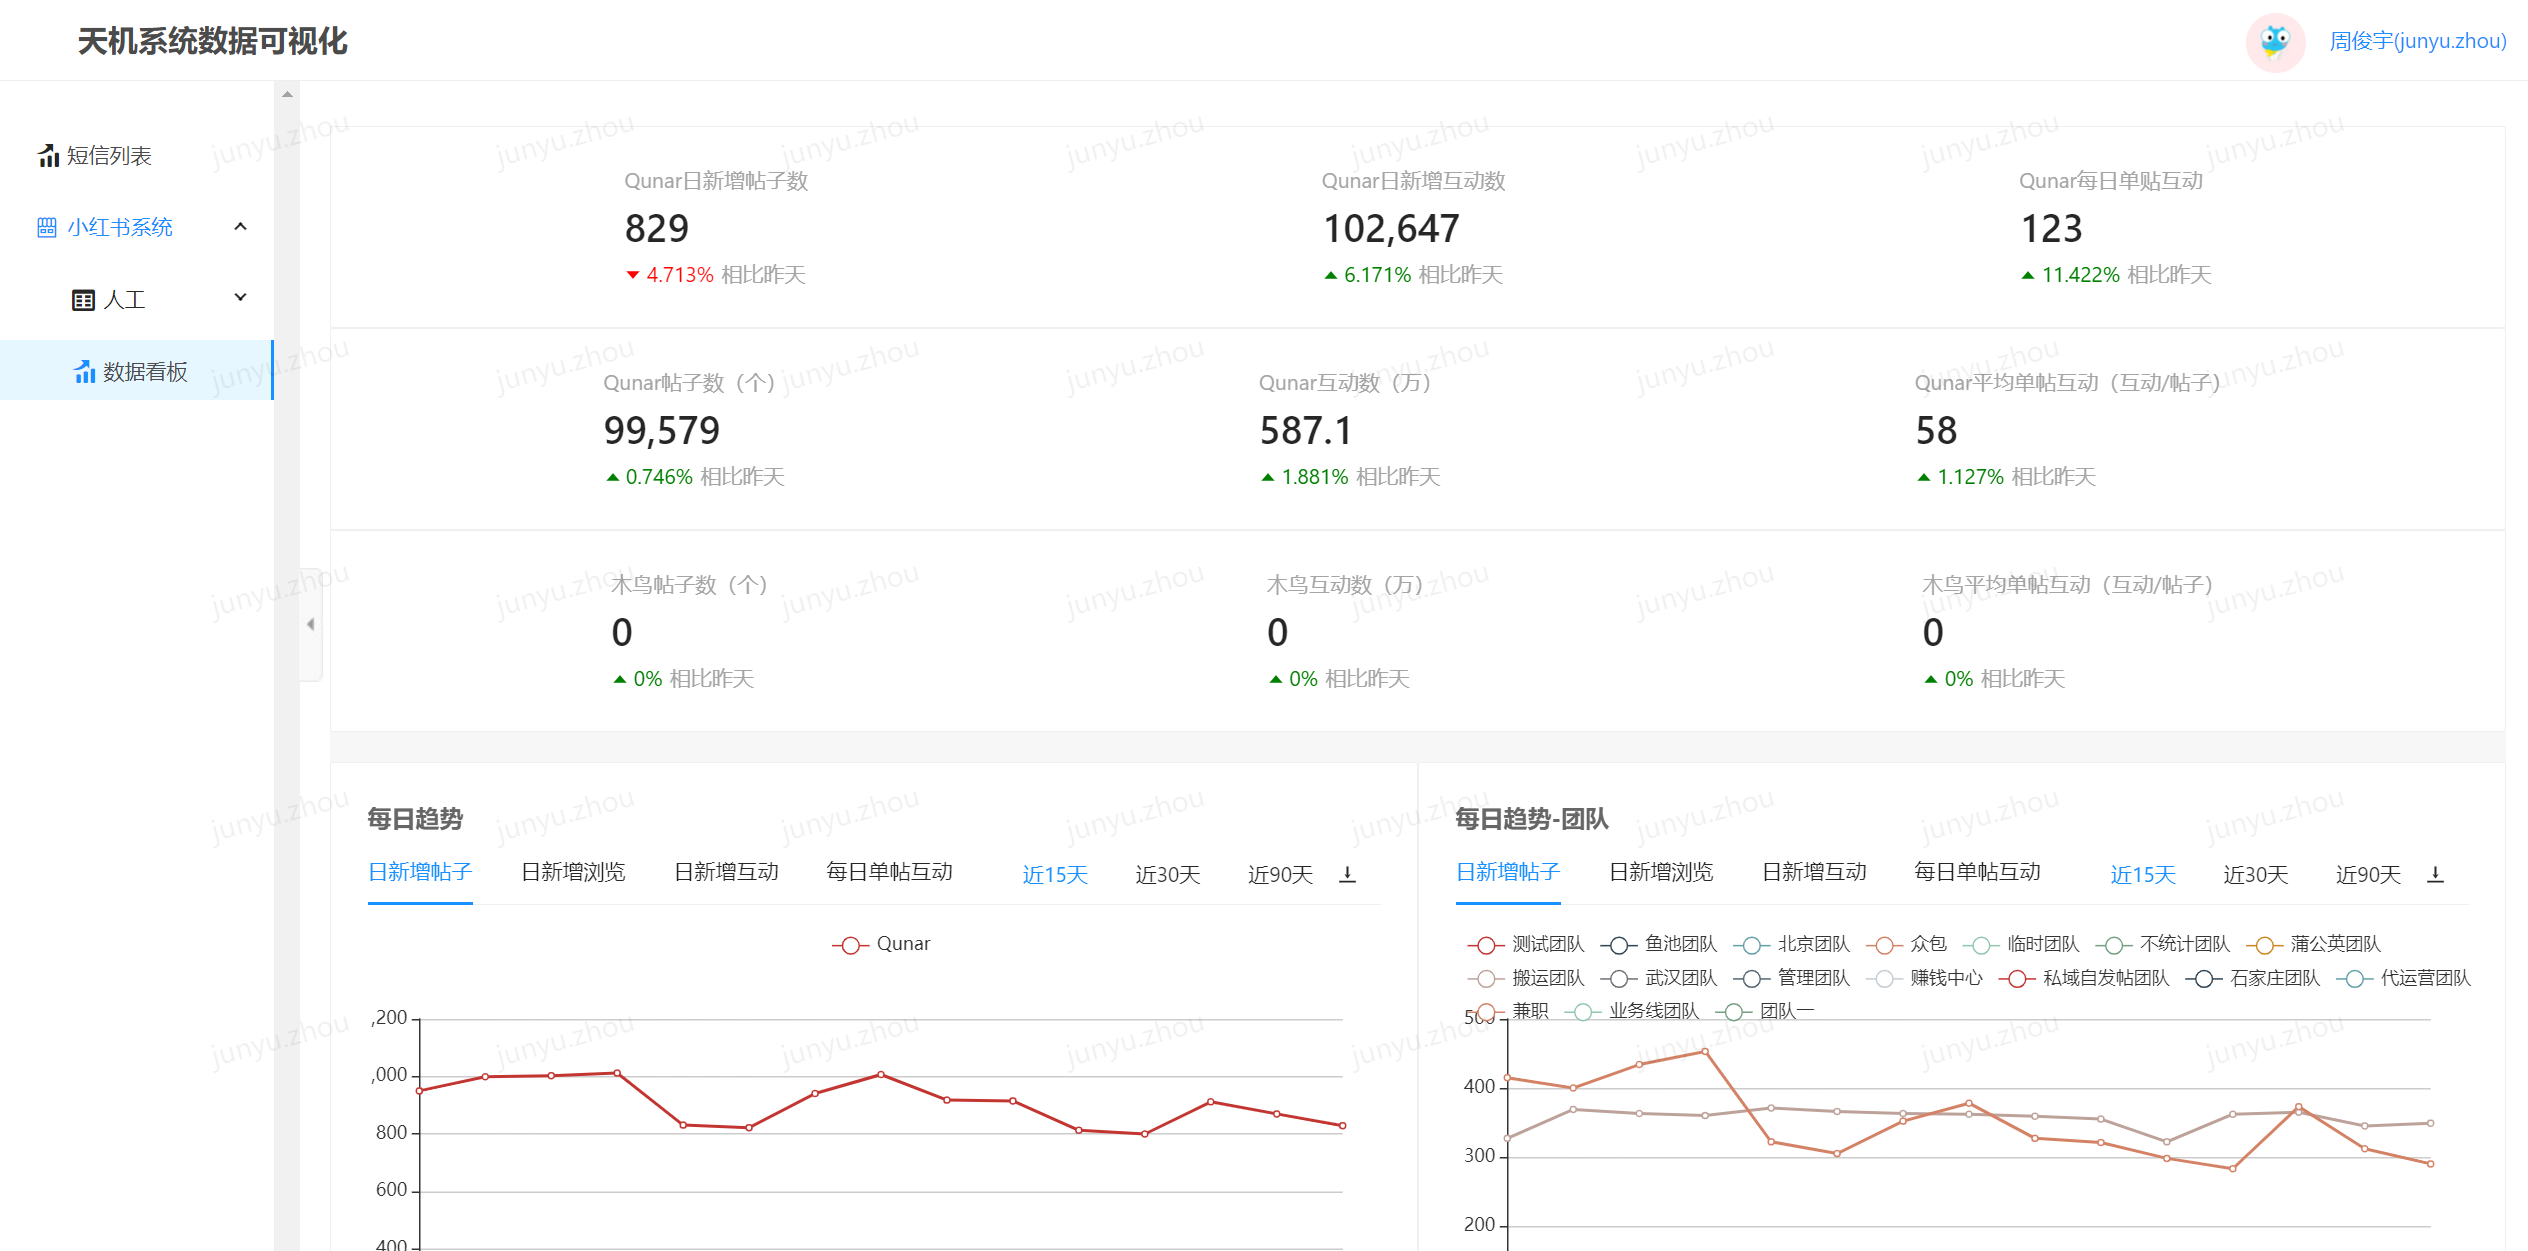 天机系统数据可视化
周俊宇(junyu.zhou)
短信列表
小红书系统
人工
数据看板
Qunar日新增帖子数
829
4.713% 相比昨天
Qunar日新增互动数
102,647
6.171% 相比昨天
Qunar每日单贴互动
123
11.422% 相比昨天
Qunar帖子数（个）
99,579
0.746% 相比昨天
Qunar互动数（万）
587.1
1.881% 相比昨天
Qunar平均单帖互动（互动/帖子）
58
1.127% 相比昨天
木鸟帖子数（个）
0
0% 相比昨天
木鸟互动数（万）
0
0% 相比昨天
木鸟平均单帖互动（互动/帖子）
0
0% 相比昨天
每日趋势
日新增帖子 日新增浏览 日新增互动 每日单帖互动 近15天 近30天 近90天
Qunar
,200
,000
800
600
400
每日趋势-团队
日新增帖子 日新增浏览 日新增互动 每日单帖互动 近15天 近30天 近90天
测试团队 鱼池团队 北京团队 众包 临时团队 不统计团队 蒲公英团队
搬运团队 武汉团队 管理团队 赚钱中心 私域自发帖团队 石家庄团队 代运营团队
兼职 业务线团队 团队一
500
400
300
200
junyu.zhou